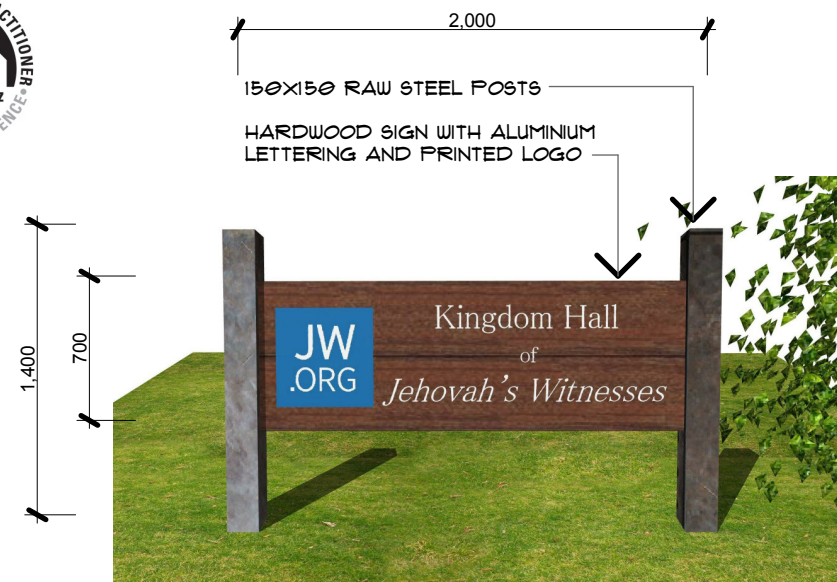 PRACTITIONER
2,000
150x150 RAW STEEL POSTS
HARDWOOD SIGN WITH ALUMINIUM
LETTERING AND PRINTED LOGO
1,400
700
JW
.ORG
Kingdom Hall
of
Jehovah's Witnesses